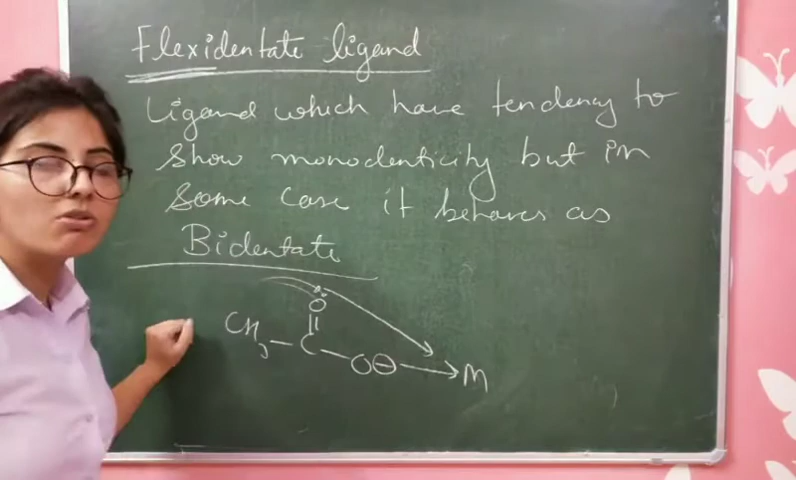 Flexidentate ligand
Ligand which have tendency to
show monodenticity but in
some case it behaves as
Bidentate
O
||
CH3 — C — O⊖ → M